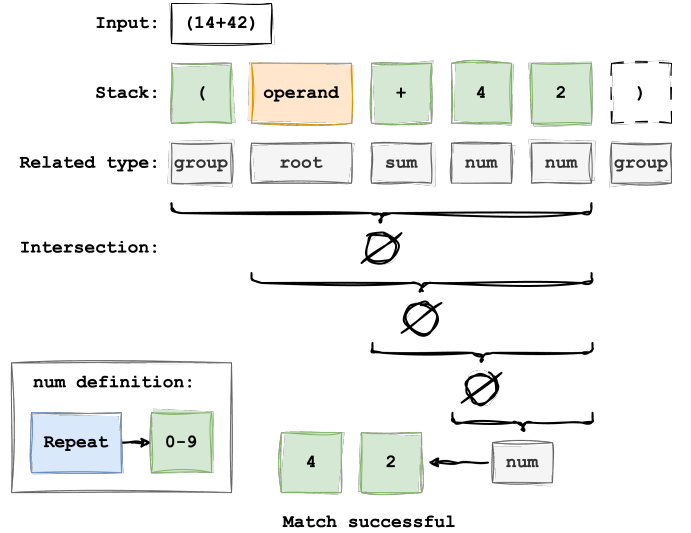 Input: (14+42)
Stack: ( operand + 4 2 )
Related type: group root sum num num group
Intersection: ∅
∅
∅
num definition:
Repeat 0-9
4 2 num
Match successful